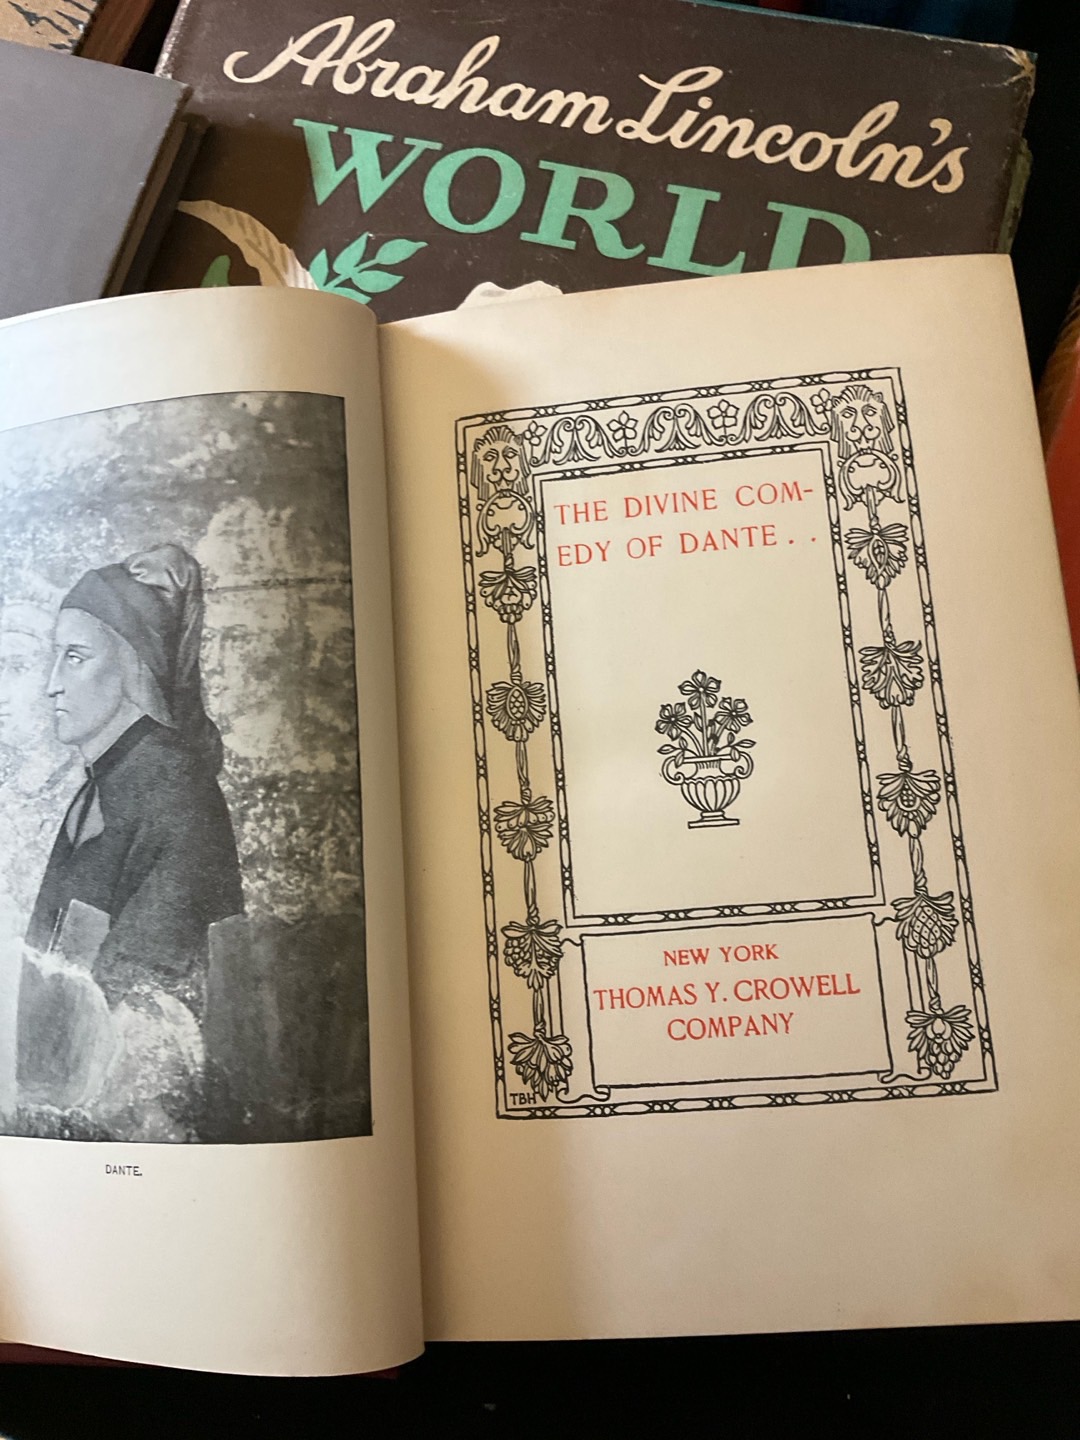 Abraham Lincoln's
WORLD
THE DIVINE COM-
EDY OF DANTE . .
NEW YORK
THOMAS Y. CROWELL
COMPANY
TBH
DANTE.